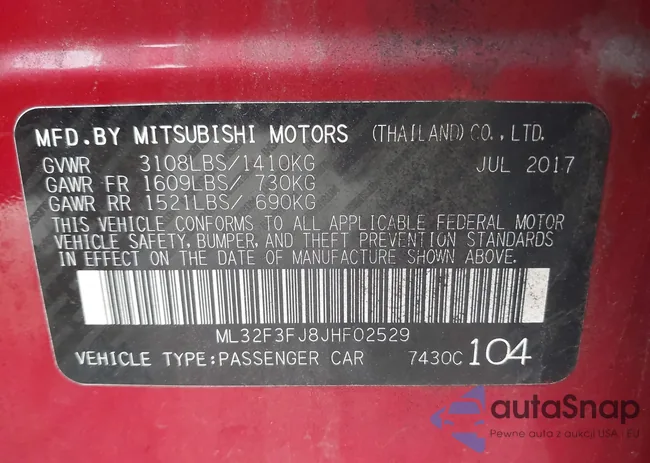 MFD.BY MITSUBISHI MOTORS (THAILAND)CO.,LTD.
GVWR 3108LBS/1410KG JUL 2017
GAWR FR 1609LBS/ 730KG
GAWR RR 1521LBS/ 690KG
THIS VEHICLE CONFORMS TO ALL APPLICABLE FEDERAL MOTOR
VEHICLE SAFETY, BUMPER, AND THEFT PREVENTION STANDARDS
IN EFFECT ON THE DATE OF MANUFACTURE SHOWN ABOVE.
ML32F3FJ8JHF02529
VEHICLE TYPE:PASSENGER CAR 7430C 104
autaSnap
Pewne auta z aukcji USA, EU